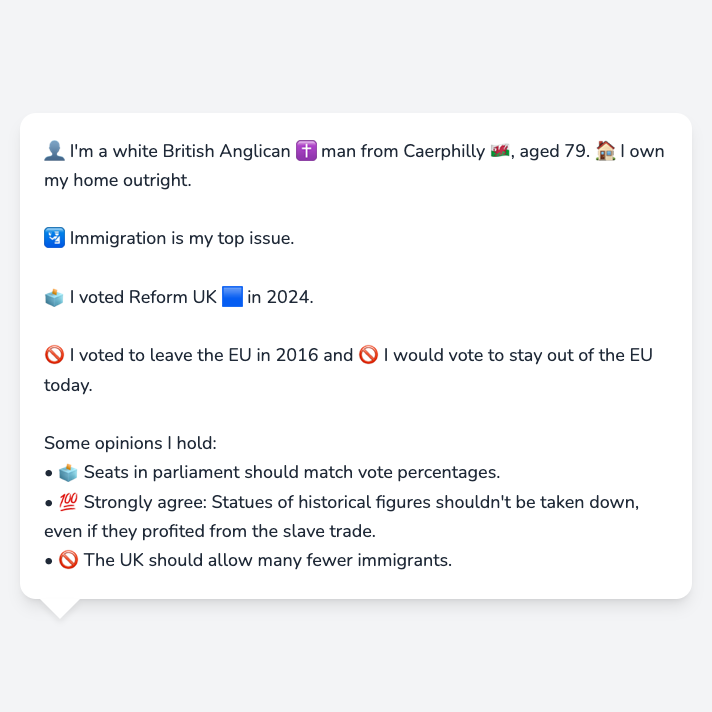 👤 I'm a white British Anglican ✝️ man from Caerphilly 🏴󠁧󠁢󠁷󠁬󠁳󠁿, aged 79. 🏠 I own
my home outright.
🛂 Immigration is my top issue.
🗳️ I voted Reform UK 🟦 in 2024.
🚫 I voted to leave the EU in 2016 and 🚫 I would vote to stay out of the EU
today.
Some opinions I hold:
• 🗳️ Seats in parliament should match vote percentages.
• 💯 Strongly agree: Statues of historical figures shouldn't be taken down,
even if they profited from the slave trade.
• 🚫 The UK should allow many fewer immigrants.